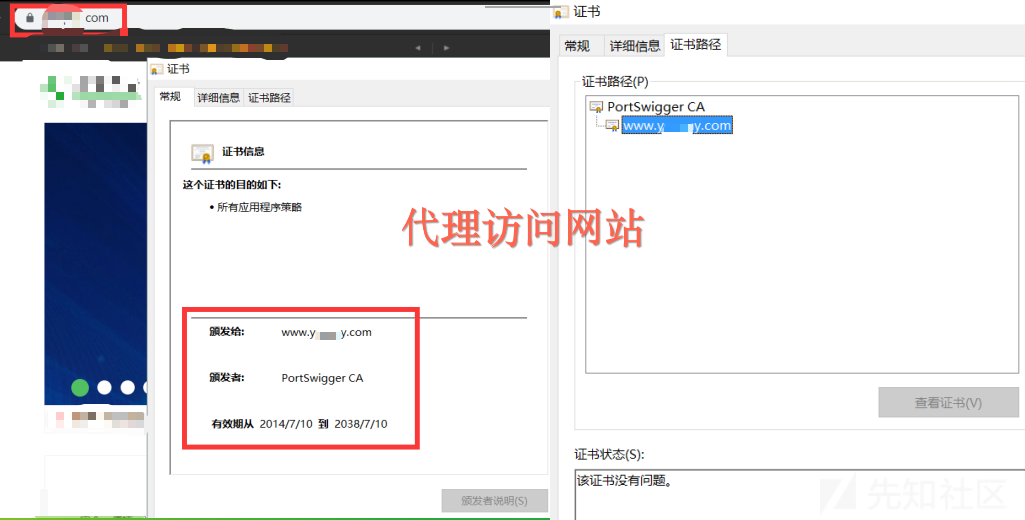 com
证书
常规 详细信息 证书路径
证书信息
这个证书的目的如下:
• 所有应用程序策略
颁发给: www.y y.com
颁发者: PortSwigger CA
有效期从 2014/7/10 到 2038/7/10
颁发者说明(S)
代理访问网站
证书
常规 详细信息 证书路径
证书路径(P)
PortSwigger CA
www.y y.com
查看证书(V)
证书状态(S):
该证书没有问题。
先知社区